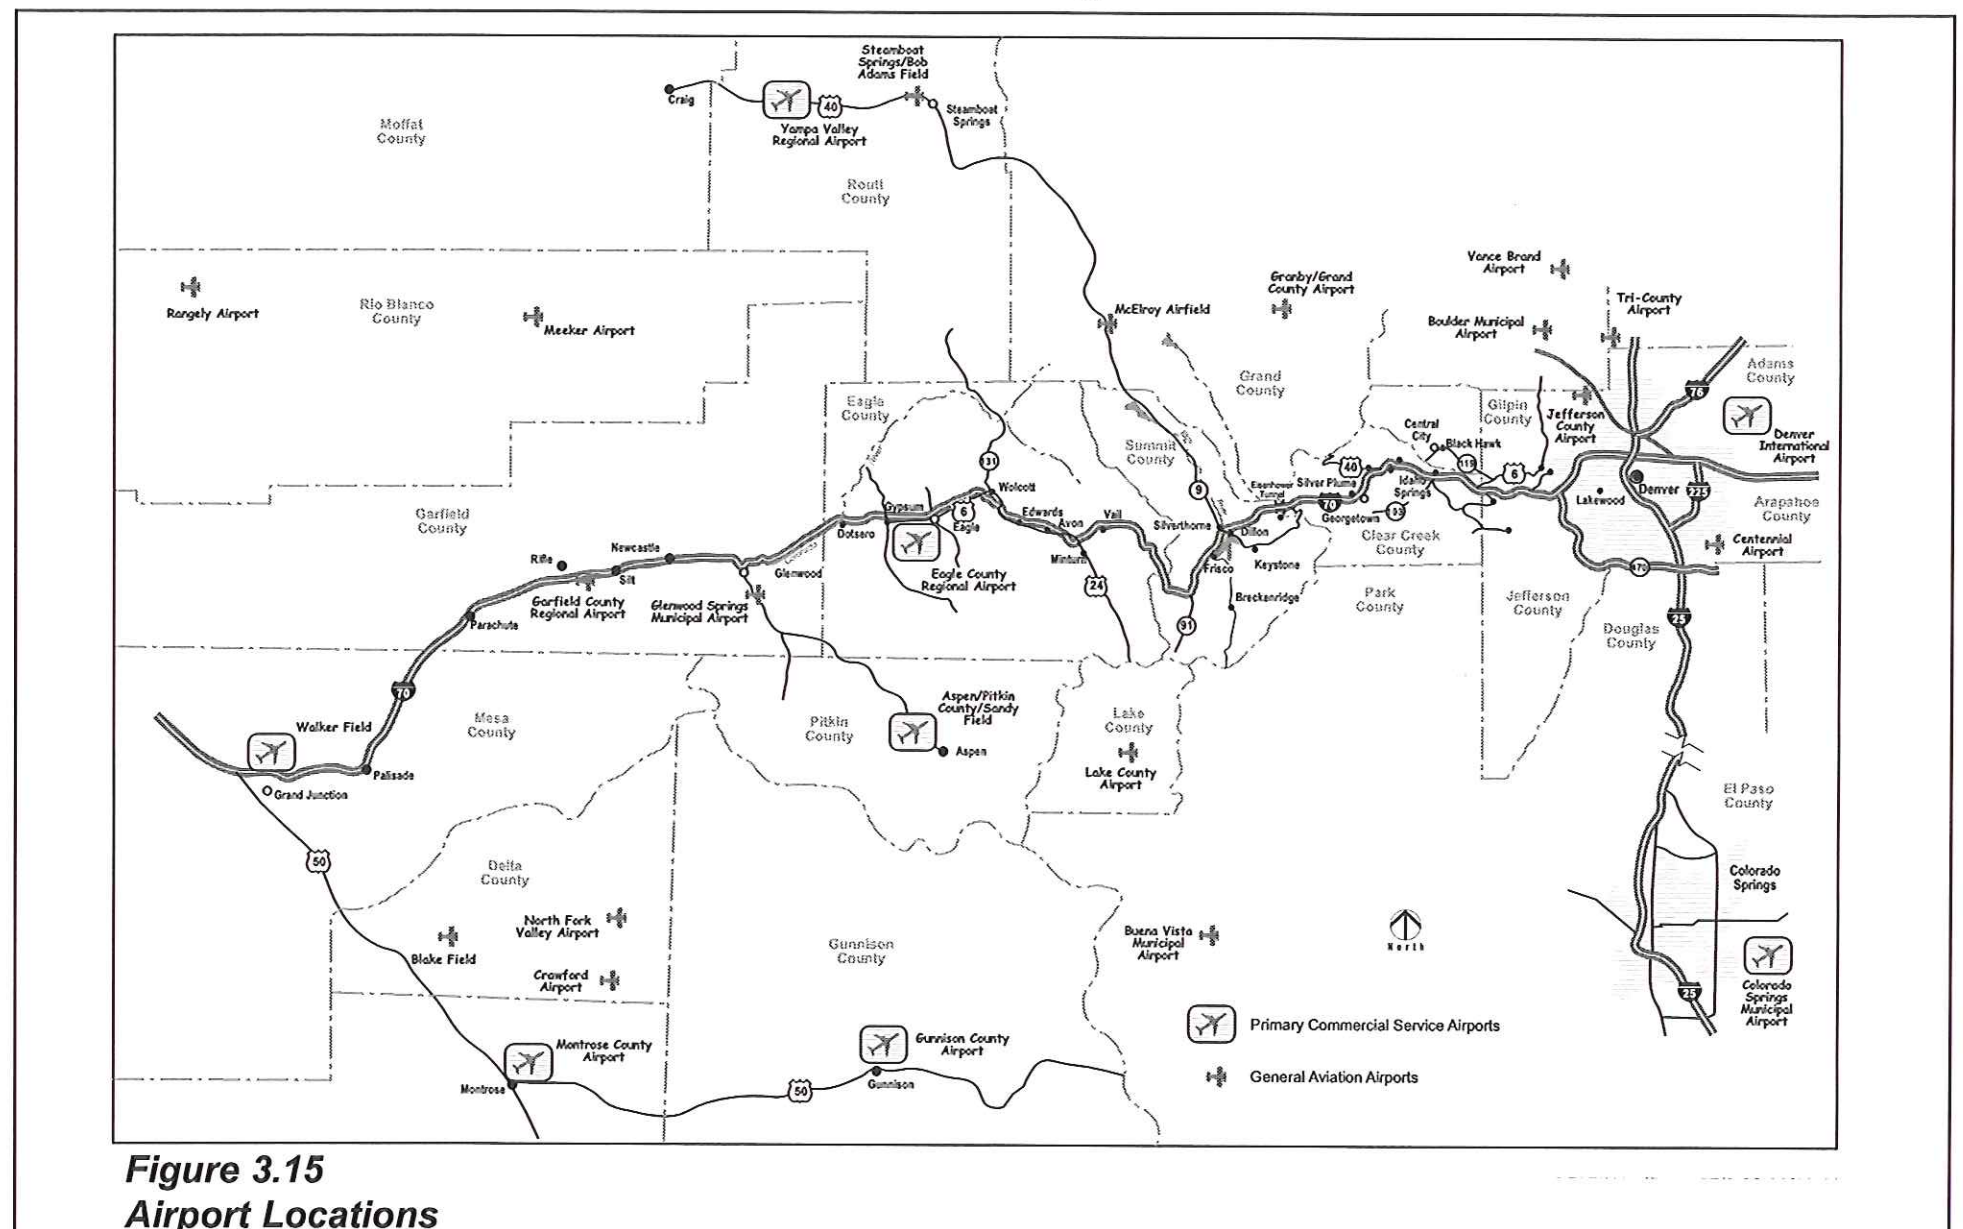 Steamboat
Springs/Bob
Adams Field
Craig
40
Steamboat
Springs
Yampa Valley
Regional Airport
Moffat
County
Routt
County
Vance Brand
Airport
Granby/Grand
County Airport
Tri-County
Airport
Rangely Airport
Rio Blanco
County
Meeker Airport
McElroy Airfield
Boulder Municipal
Airport
Adams
County
Grand
County
76
Eagle
County
Gilpin
County
Jefferson
County
Airport
Denver
International
Airport
Central
City
Black Hawk
Summit
County
131
119
40
6
Wolcott
Eisenhower
Tunnel
Silver Plume
Idaho
Springs
9
Lakewood
Denver
225
70
Georgetown
103
Arapahoe
County
Garfield
County
Gypsum
6
Eagle
Edwards
Avon
Vail
Silverthorne
Dillon
Clear Creek
County
Centennial
Airport
Dotsero
Colorado
River
Rifle
Newcastle
Silt
Glenwood
Minturn
Frisco
Keystone
470
Eagle County
Regional Airport
24
Garfield County
Regional Airport
Glenwood Springs
Municipal Airport
Breckenridge
Park
County
Jefferson
County
Parachute
91
25
Douglas
County
70
Walker Field
Mesa
County
Pitkin
County
Aspen/Pitkin
County/Sandy
Field
Aspen
Lake
County
Lake County
Airport
Palisade
Grand Junction
El Paso
County
50
Delta
County
Colorado
Springs
North Fork
Valley Airport
Blake Field
Gunnison
County
Buena Vista
Municipal
Airport
North
Crawford
Airport
25
Colorado
Springs
Municipal
Airport
Primary Commercial Service Airports
Montrose County
Airport
Gunnison County
Airport
Montrose
50
Gunnison
General Aviation Airports
Figure 3.15
Airport Locations